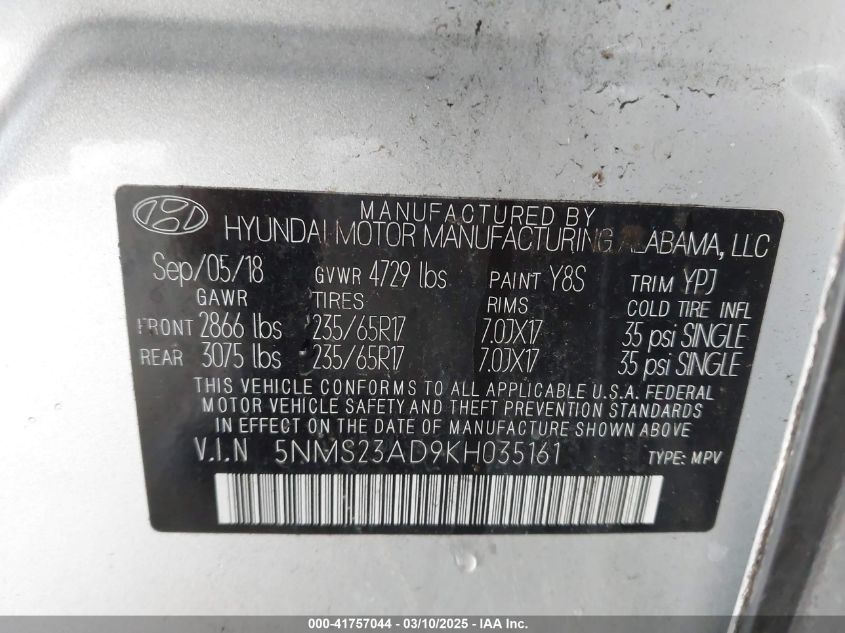 MANUFACTURED BY
HYUNDAI MOTOR MANUFACTURING ALABAMA, LLC
Sep/05/18 GVWR 4729 lbs PAINT Y8S TRIM YPJ
GAWR TIRES RIMS COLD TIRE INFL
FRONT 2866 lbs 235/65R17 7.0JX17 35 psi SINGLE
REAR 3075 lbs 235/65R17 7.0JX17 35 psi SINGLE
THIS VEHICLE CONFORMS TO ALL APPLICABLE U.S.A. FEDERAL
MOTOR VEHICLE SAFETY AND THEFT PREVENTION STANDARDS
IN EFFECT ON THE DATE OF MANUFACTURE SHOWN ABOVE.
V.I.N 5NMS23AD9KH035161 TYPE: MPV
000-41757044 - 03/10/2025 - IAA Inc.